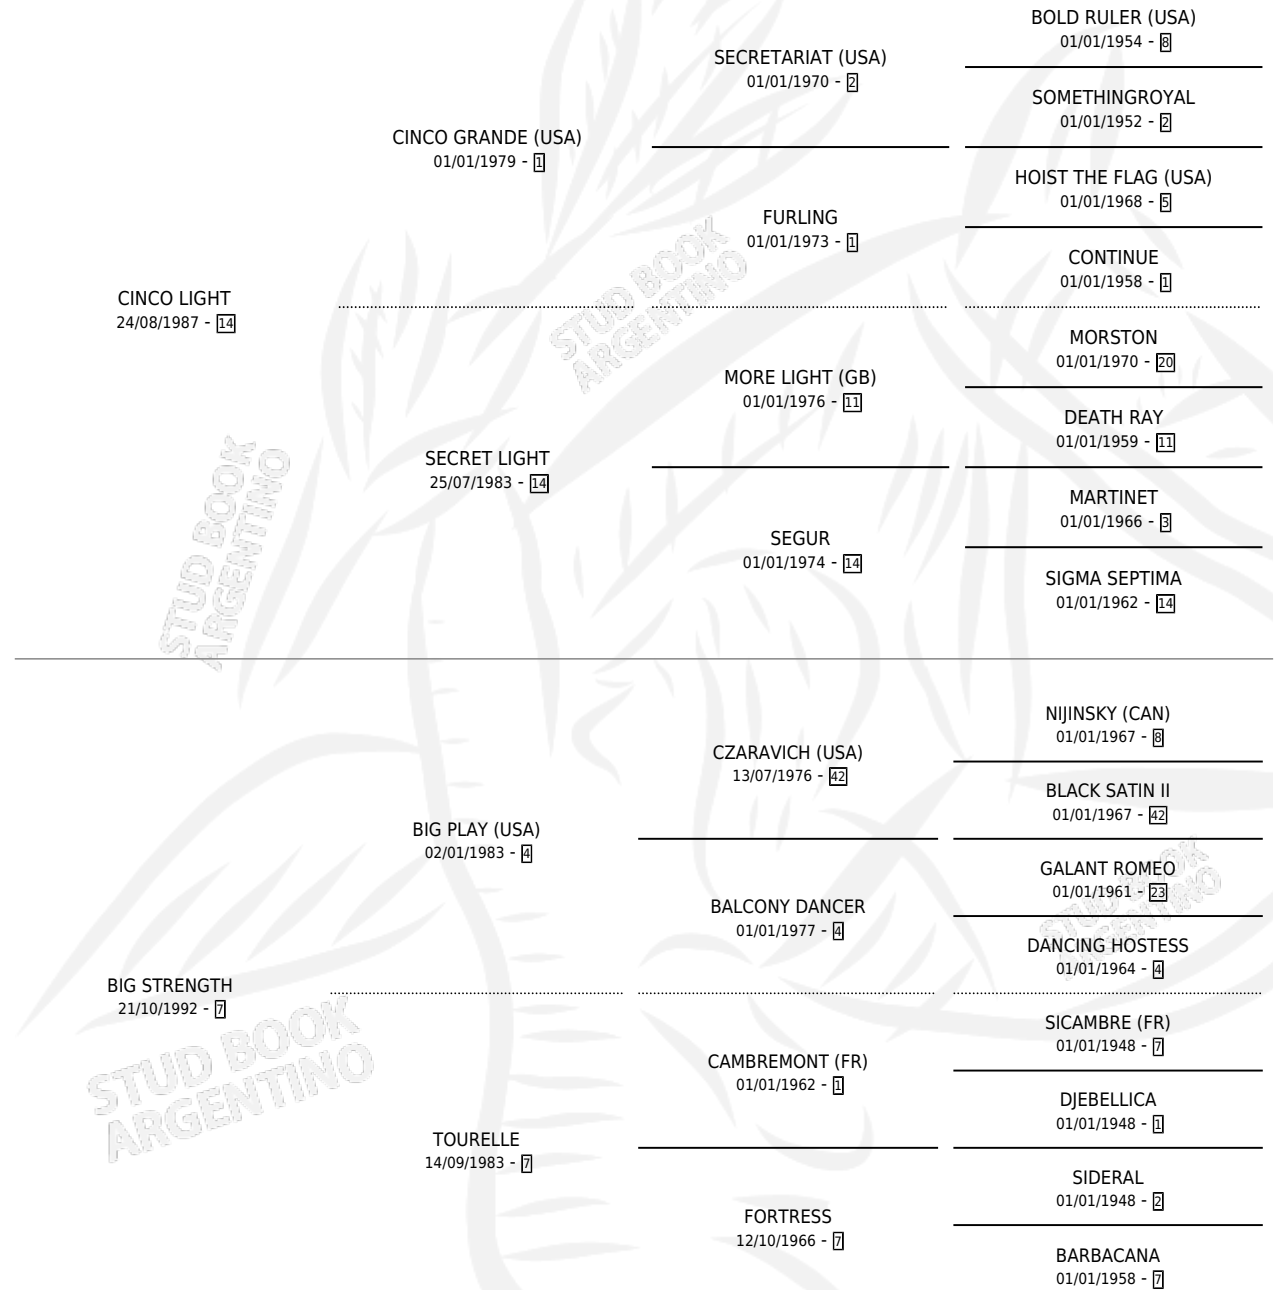 BOLD RULER (USA)
01/01/1954 - 8
SECRETARIAT (USA)
01/01/1970 - 2
SOMETHINGROYAL
01/01/1952 - 2
CINCO GRANDE (USA)
01/01/1979 - 1
HOIST THE FLAG (USA)
01/01/1968 - 5
FURLING
01/01/1973 - 1
CONTINUE
01/01/1958 - 1
STUD BOOK
ARGENTINO
CINCO LIGHT
24/08/1987 - 14
MORSTON
01/01/1970 - 20
MORE LIGHT (GB)
01/01/1976 - 11
DEATH RAY
01/01/1959 - 11
SECRET LIGHT
25/07/1983 - 14
MARTINET
01/01/1966 - 3
SEGUR
01/01/1974 - 14
SIGMA SEPTIMA
01/01/1962 - 14
STUD BOOK
ARGENTINO
NIJINSKY (CAN)
01/01/1967 - 8
CZARAVICH (USA)
13/07/1976 - 42
BLACK SATIN II
01/01/1967 - 42
BIG PLAY (USA)
02/01/1983 - 4
GALANT ROMEO
01/01/1961 - 23
BALCONY DANCER
01/01/1977 - 4
STUD BOOK
ARGENTINO
DANCING HOSTESS
01/01/1964 - 4
BIG STRENGTH
21/10/1992 - 7
SICAMBRE (FR)
01/01/1948 - 7
CAMBREMONT (FR)
01/01/1962 - 1
STUD BOOK
ARGENTINO
DJEBELLICA
01/01/1948 - 1
TOURELLE
14/09/1983 - 7
SIDERAL
01/01/1948 - 2
FORTRESS
12/10/1966 - 7
BARBACANA
01/01/1958 - 7